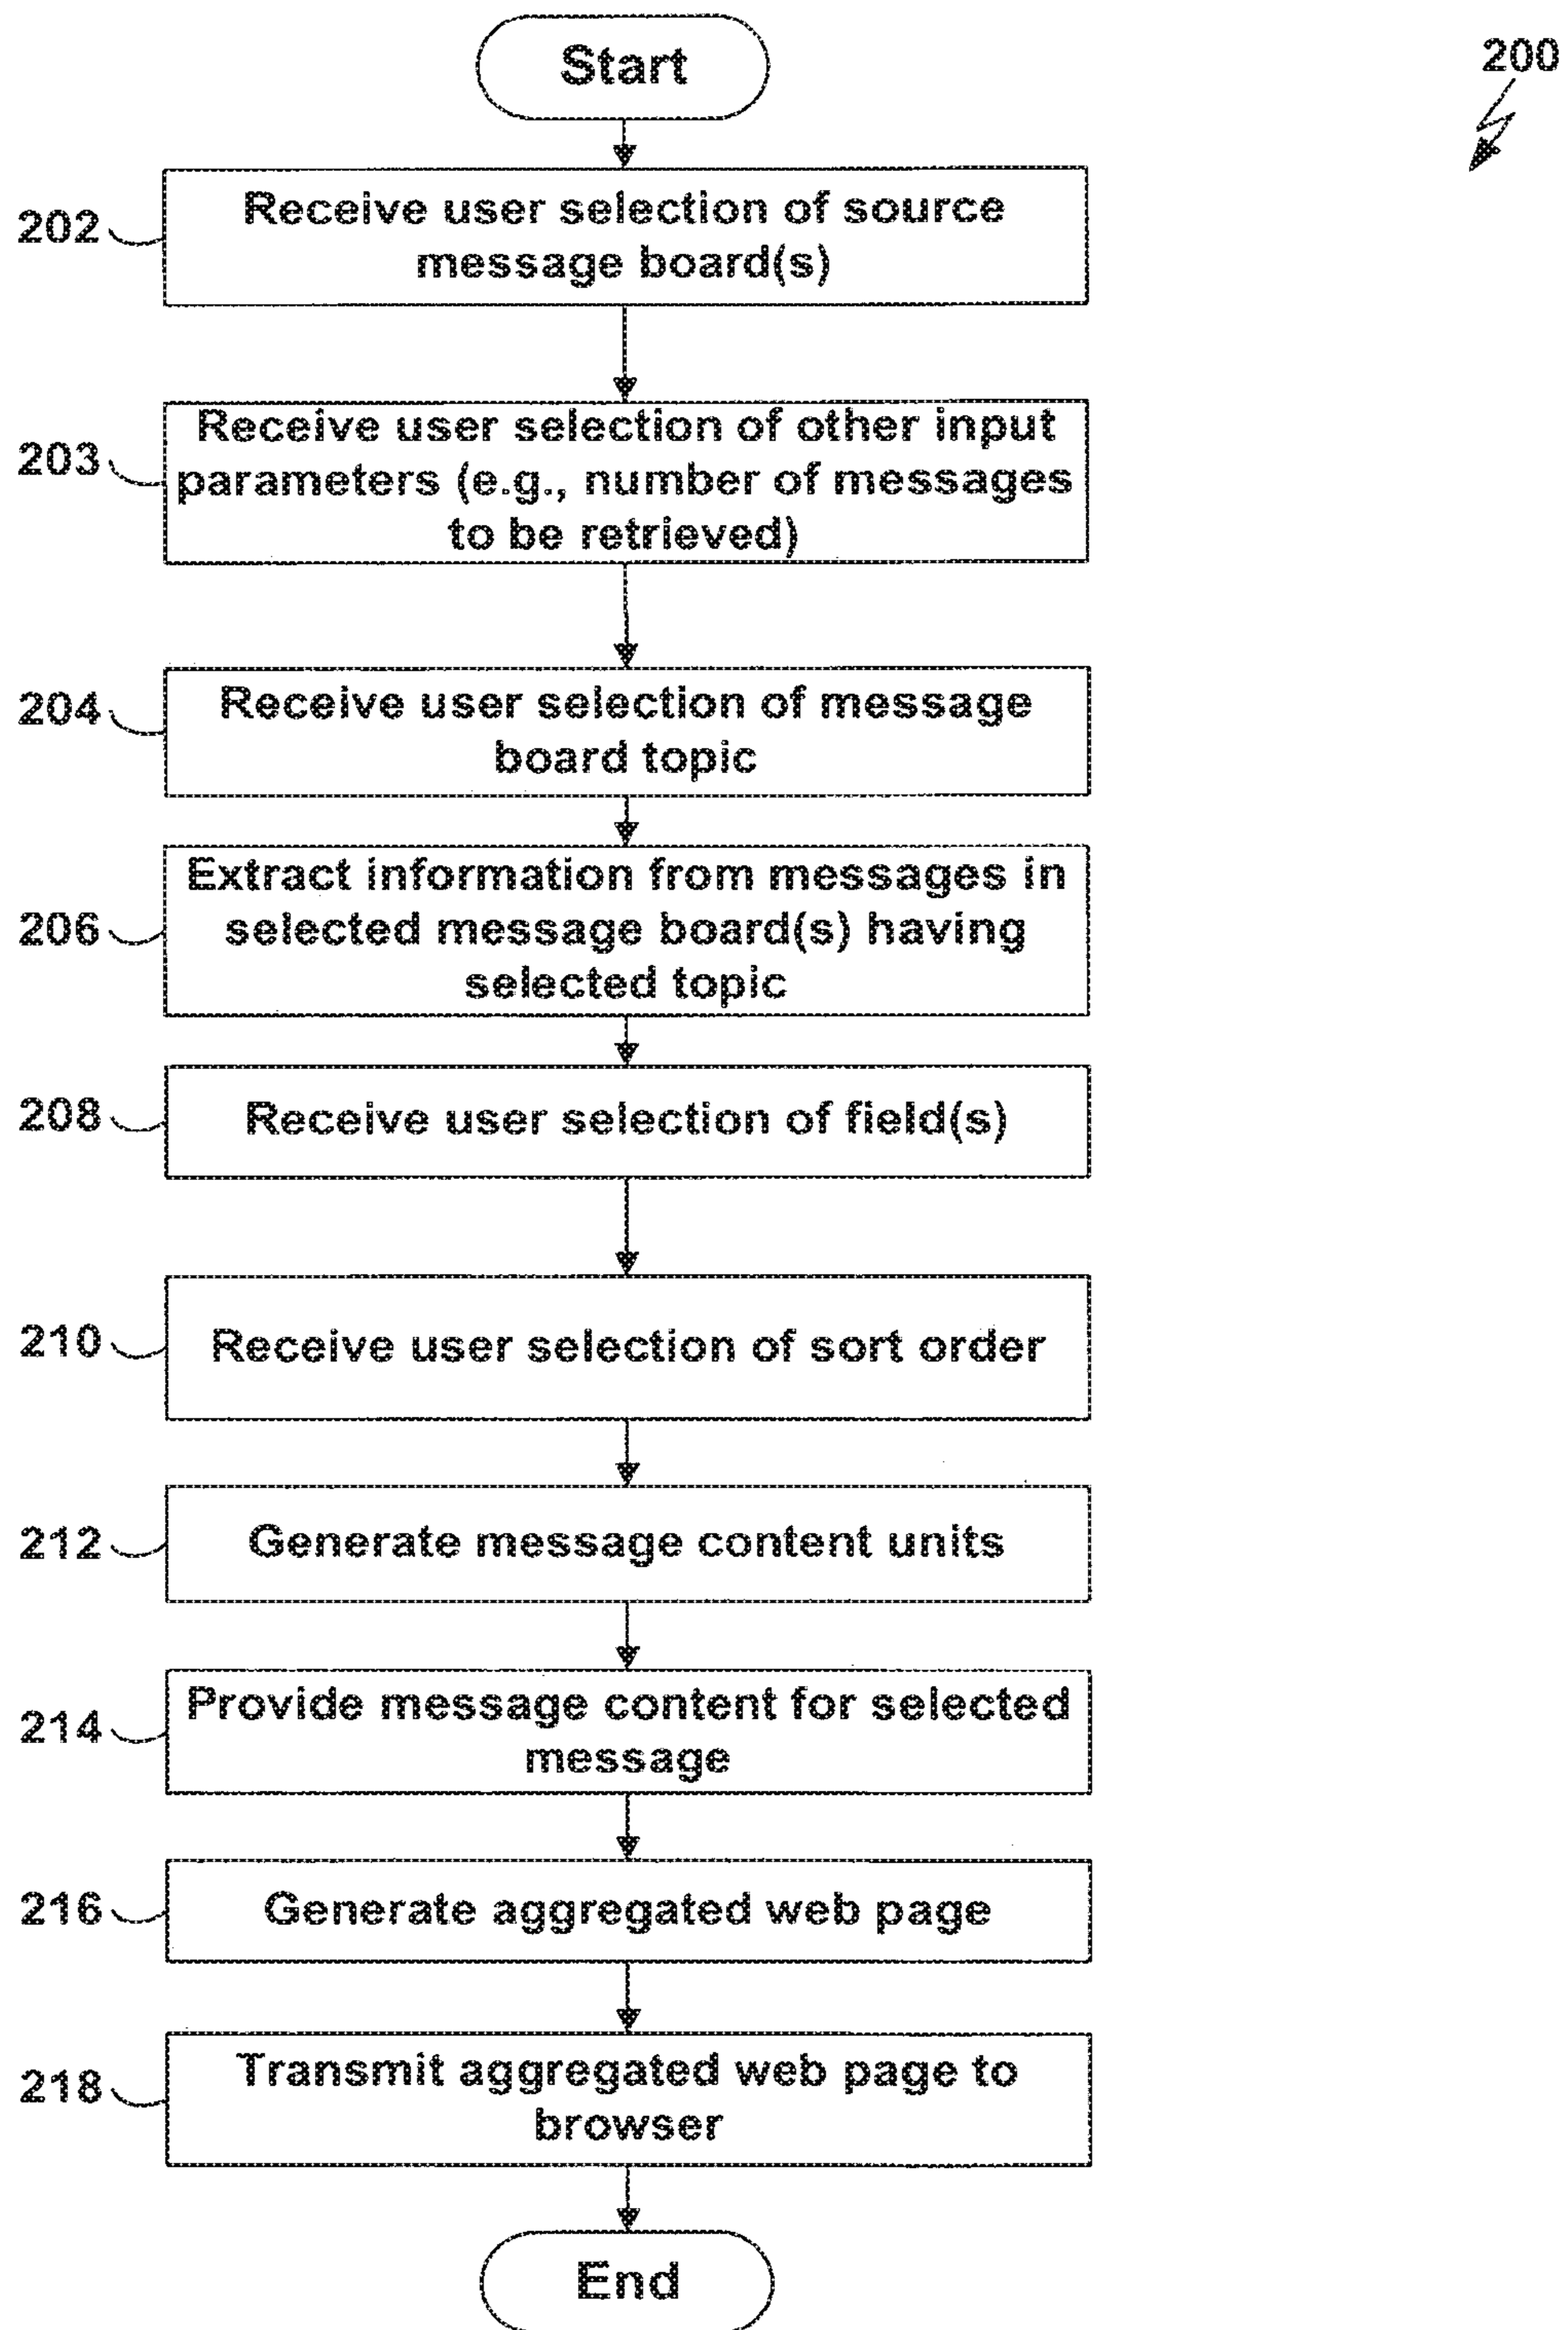 Start
200
202
Receive user selection of source
message board(s)
203
Receive user selection of other input
parameters (e.g., number of messages
to be retrieved)
204
Receive user selection of message
board topic
206
Extract information from messages in
selected message board(s) having
selected topic
208
Receive user selection of field(s)
210
Receive user selection of sort order
212
Generate message content units
214
Provide message content for selected
message
216
Generate aggregated web page
218
Transmit aggregated web page to
browser
End